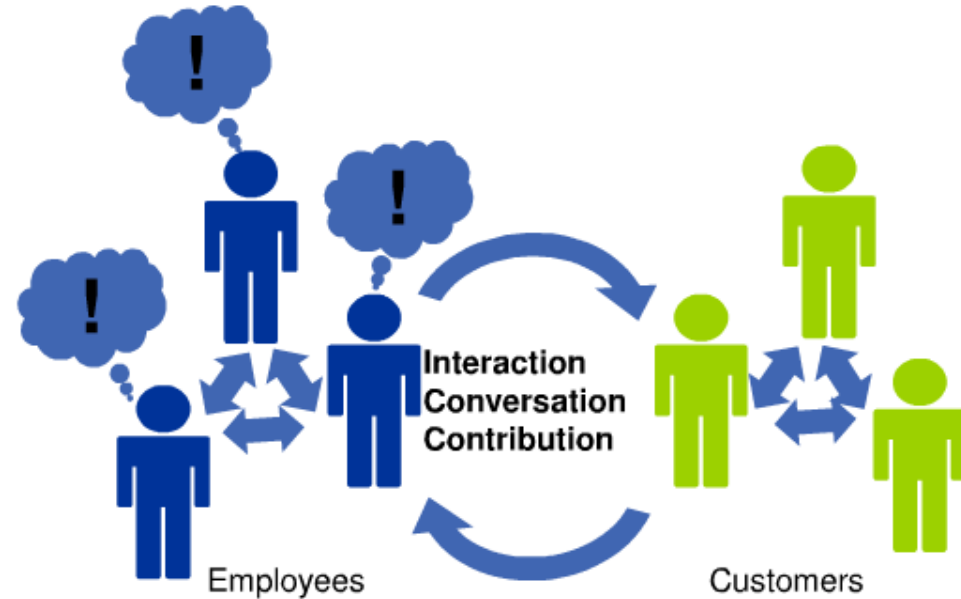 !
!
!
Interaction
Conversation
Contribution
Employees
Customers